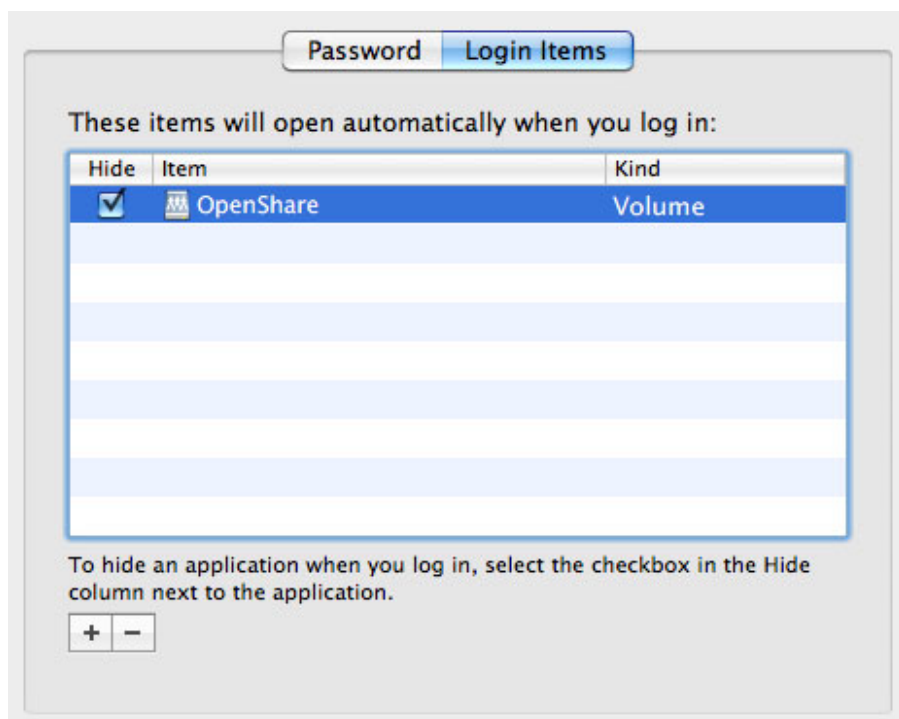 Password Login Items
These items will open automatically when you log in:
Hide Item Kind
OpenShare Volume
To hide an application when you log in, select the checkbox in the Hide
column next to the application.
+ −